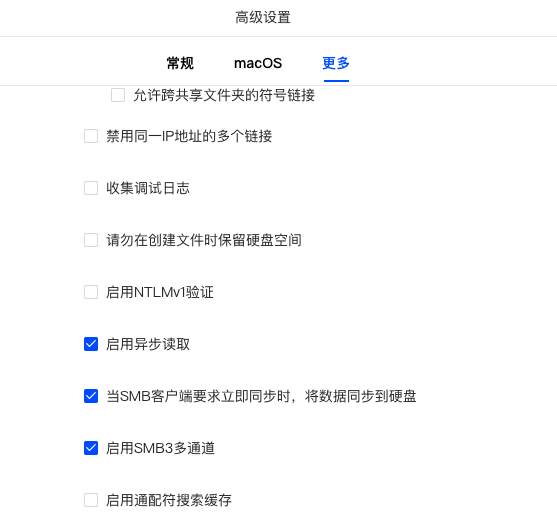 高级设置
常规 macOS 更多
允许跨共享文件夹的符号链接
禁用同一IP地址的多个链接
收集调试日志
请勿在创建文件时保留硬盘空间
启用NTLMv1验证
启用异步读取
当SMB客户端要求立即同步时，将数据同步到硬盘
启用SMB3多通道
启用通配符搜索缓存